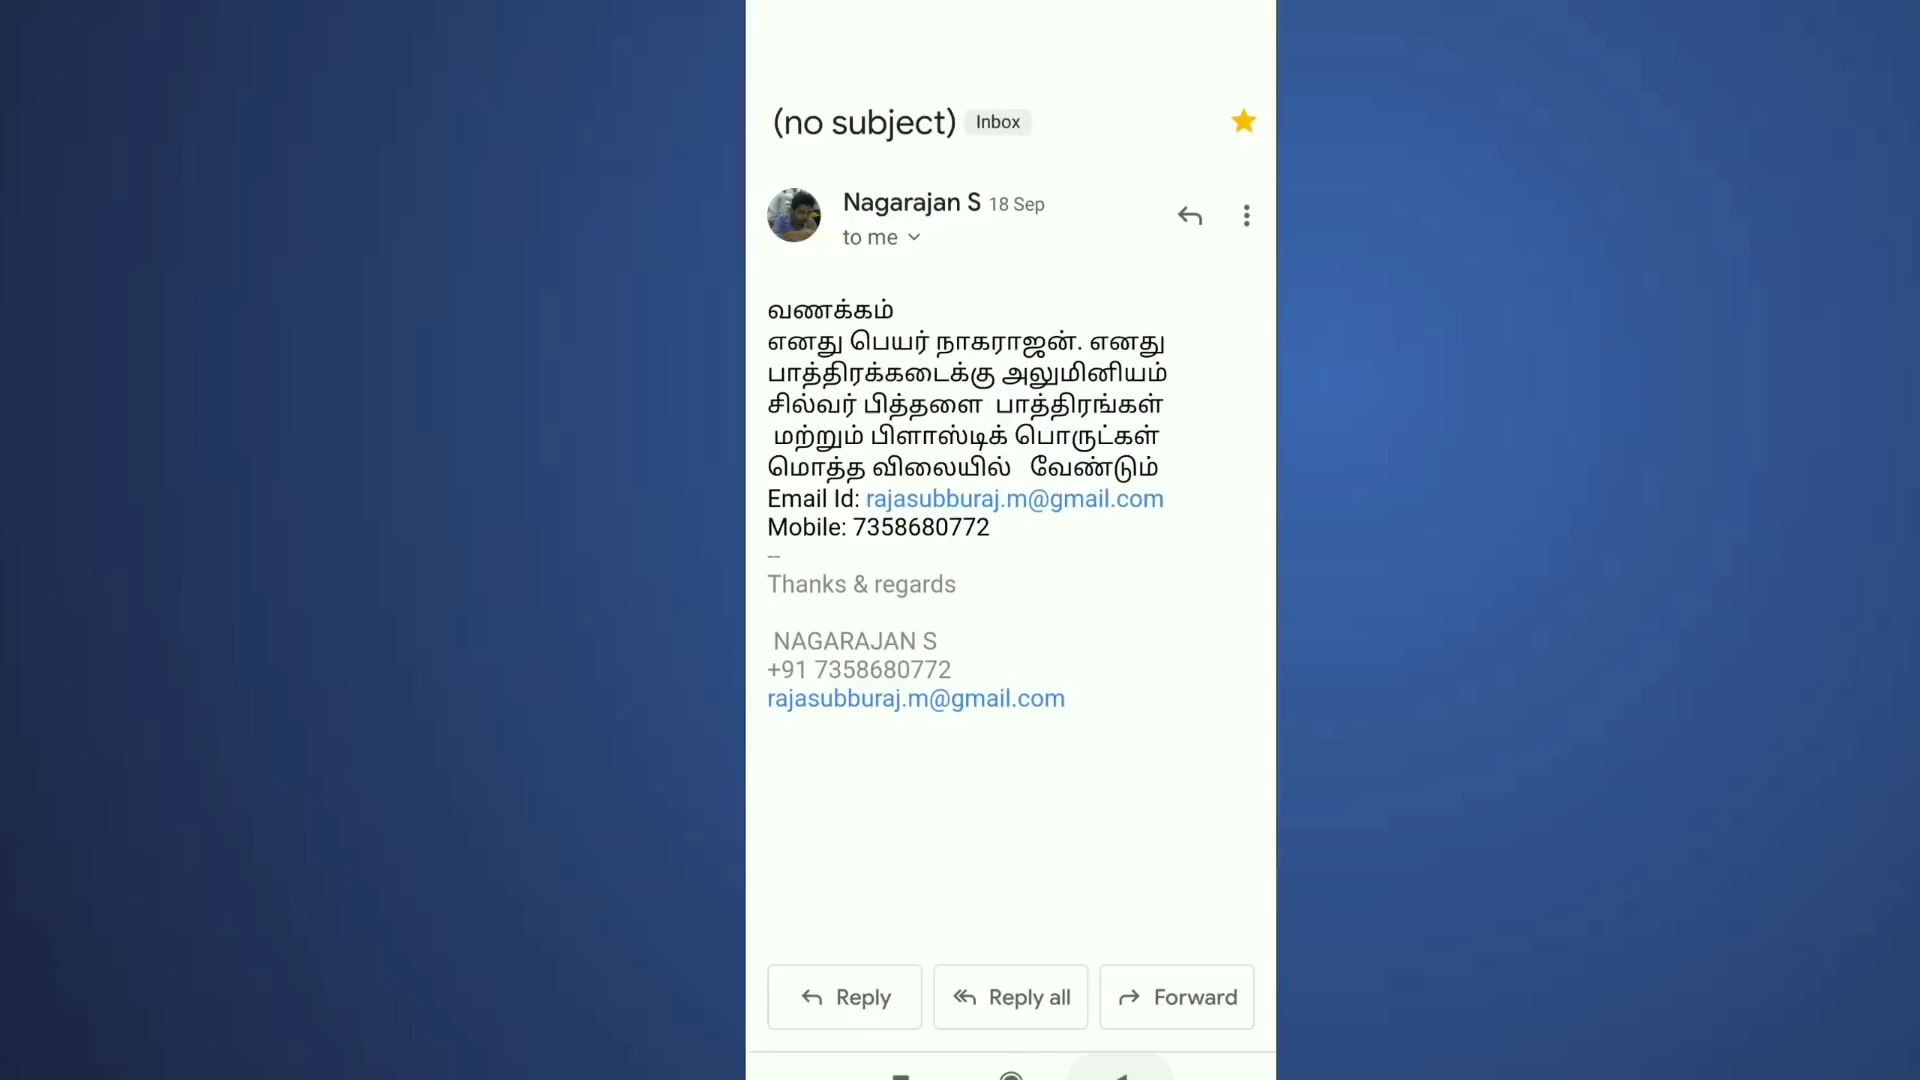 (no subject) Inbox
Nagarajan S 18 Sep
to me
வணக்கம்
எனது பெயர் நாகராஜன். எனது
பாத்திரக்கடைக்கு அலுமினியம்
சில்வர் பித்தளை பாத்திரங்கள்
மற்றும் பிளாஸ்டிக் பொருட்கள்
மொத்த விலையில் வேண்டும்
Email Id: rajasubburaj.m@gmail.com
Mobile: 7358680772
--
Thanks & regards
NAGARAJAN S
+91 7358680772
rajasubburaj.m@gmail.com
Reply Reply all Forward